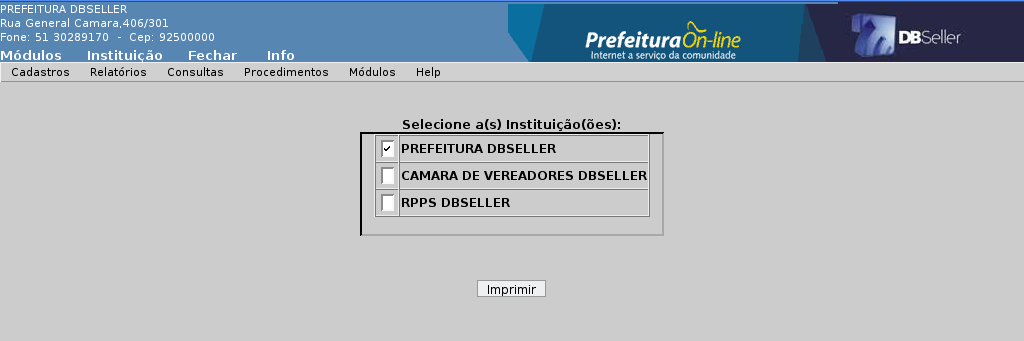 PREFEITURA DBSELLER
Rua General Camara,406/301
Fone: 51 30289170 - Cep: 92500000
Módulos Instituição Fechar Info
Prefeitura On-line
Internet a serviço da comunidade
DBSeller
Cadastros Relatórios Consultas Procedimentos Módulos Help
Selecione a(s) Instituição(ões):
PREFEITURA DBSELLER
CAMARA DE VEREADORES DBSELLER
RPPS DBSELLER
Imprimir